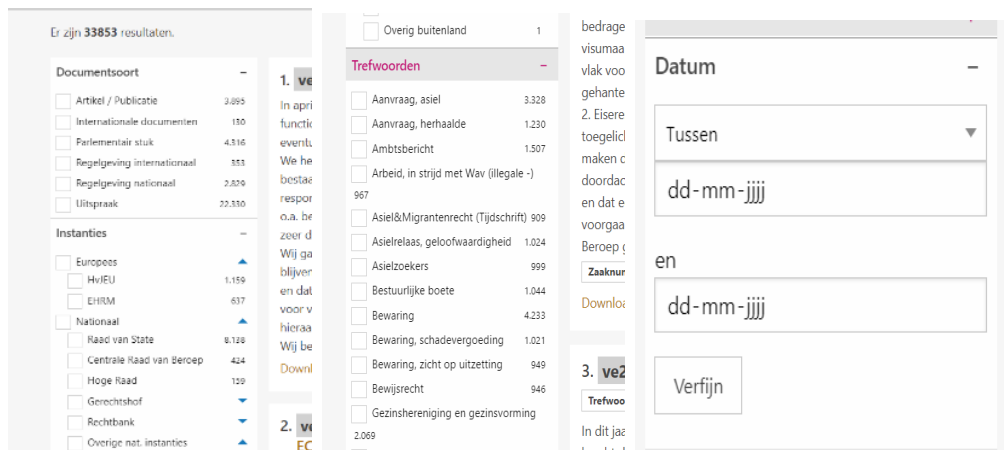 Er zijn 33853 resultaten.
Documentsoort −
Artikel / Publicatie 3.895
Internationale documenten 130
Parlementair stuk 4.316
Regelgeving internationaal 353
Regelgeving nationaal 2.829
Uitspraak 22.330
Instanties −
Europees
HvJEU 1.159
EHRM 637
Nationaal
Raad van State 8.138
Centrale Raad van Beroep 424
Hoge Raad 159
Gerechtshof
Rechtbank
Overige nat. instanties
1. ve
In apri
functio
eventu
We he
bestaa
respor
o.a. be
zeer d
Wij ga
blijven
en dat
voor v
hieraa
Wij be
Downl
2. ve
EC
Overig buitenland 1
Trefwoorden −
Aanvraag, asiel 3.328
Aanvraag, herhaalde 1.230
Ambtsbericht 1.507
Arbeid, in strijd met Wav (illegale -)
967
Asiel&Migrantenrecht (Tijdschrift) 909
Asielrelaas, geloofwaardigheid 1.024
Asielzoekers 999
Bestuurlijke boete 1.044
Bewaring 4.233
Bewaring, schadevergoeding 1.021
Bewaring, zicht op uitzetting 949
Bewijsrecht 946
Gezinshereniging en gezinsvorming
2.069
bedrage
visumaa
vlak voo
gehante
2. Eisere
toegelich
maken d
doordac
en dat e
voorgaa
Beroep g
Zaaknum
Downloa
3. ve2
Trefwoo
In dit jaa
Datum −
Tussen
dd-mm-jjjj
en
dd-mm-jjjj
Verfijn